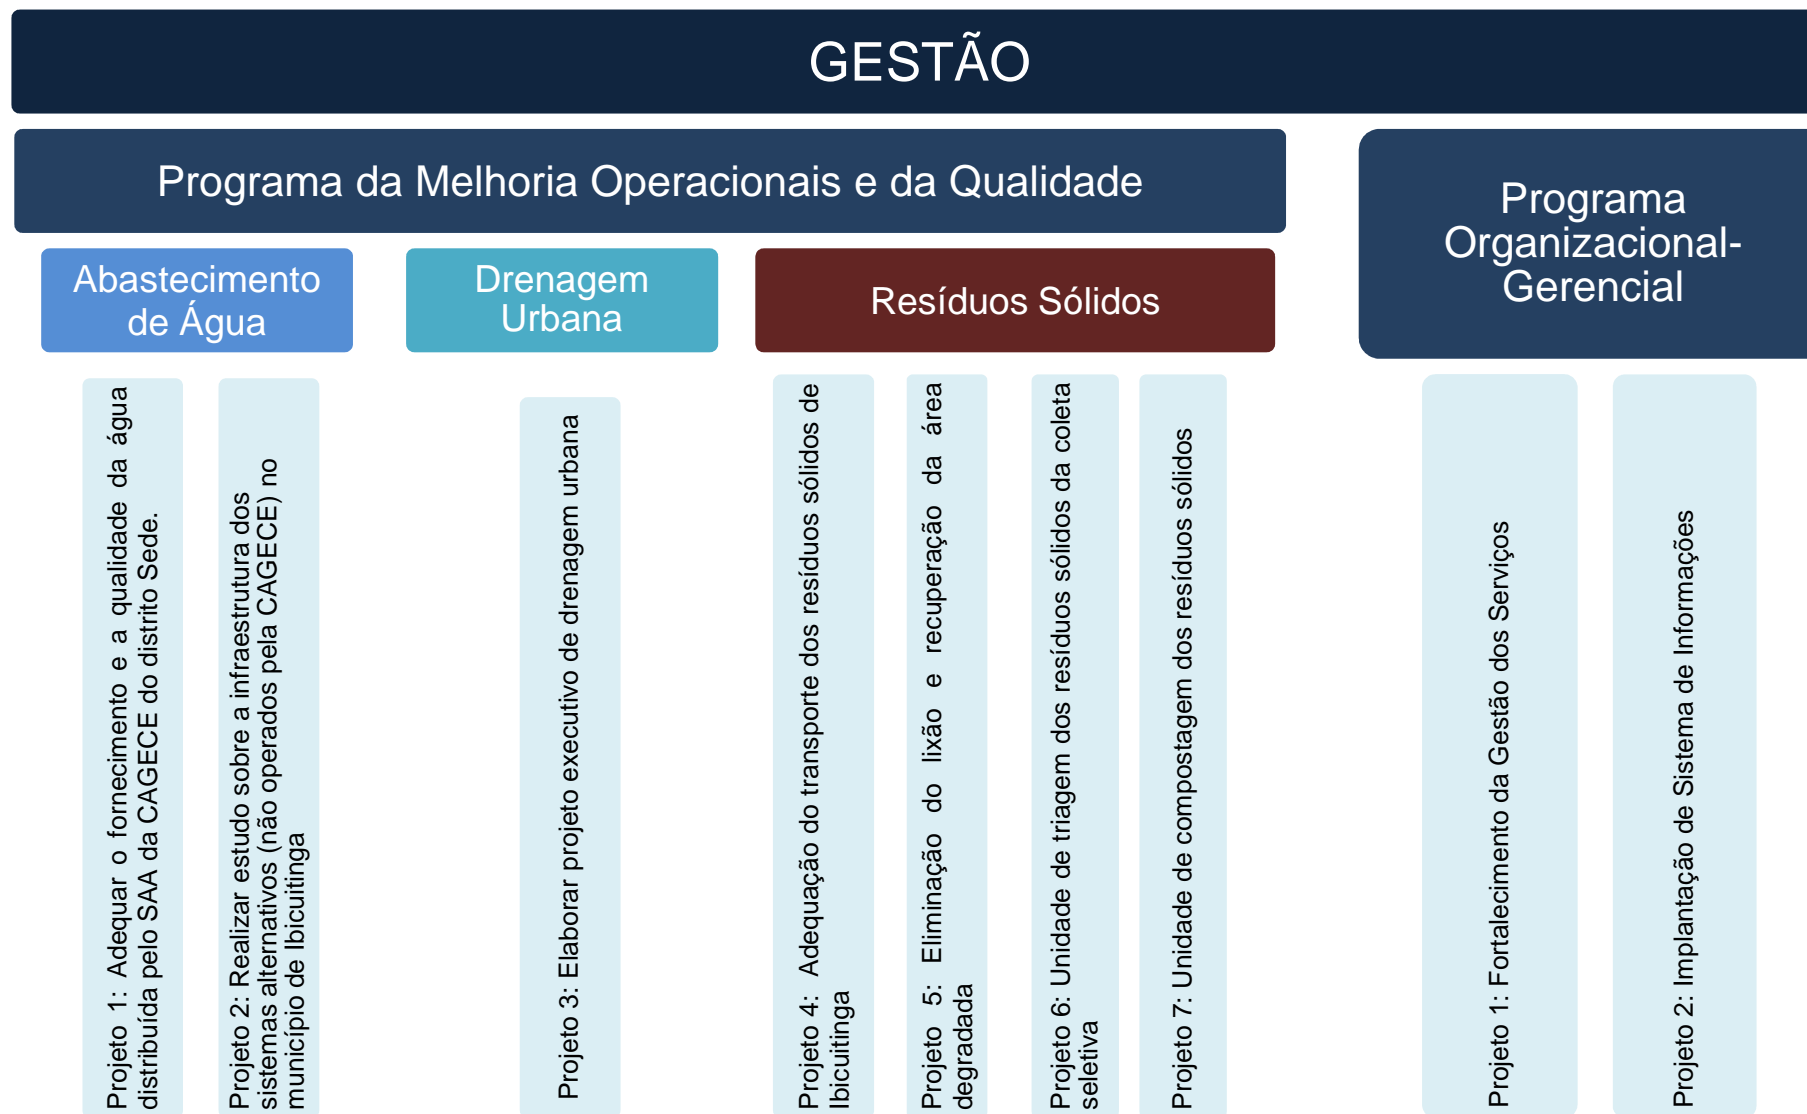 GESTÃO
Programa da Melhoria Operacionais e da Qualidade
Programa
Organizacional-
Gerencial
Abastecimento
de Água
Drenagem
Urbana
Resíduos Sólidos
Projeto 1: Adequar o fornecimento e a qualidade da água
distribuída pelo SAA da CAGECE do distrito Sede.
Projeto 2: Realizar estudo sobre a infraestrutura dos
sistemas alternativos (não operados pela CAGECE) no
município de Ibicuitinga
Projeto 3: Elaborar projeto executivo de drenagem urbana
Projeto 4: Adequação do transporte dos resíduos sólidos de
Ibicuitinga
Projeto 5: Eliminação do lixão e recuperação da área
degradada
Projeto 6: Unidade de triagem dos resíduos sólidos da coleta
seletiva
Projeto 7: Unidade de compostagem dos resíduos sólidos
Projeto 1: Fortalecimento da Gestão dos Serviços
Projeto 2: Implantação de Sistema de Informações